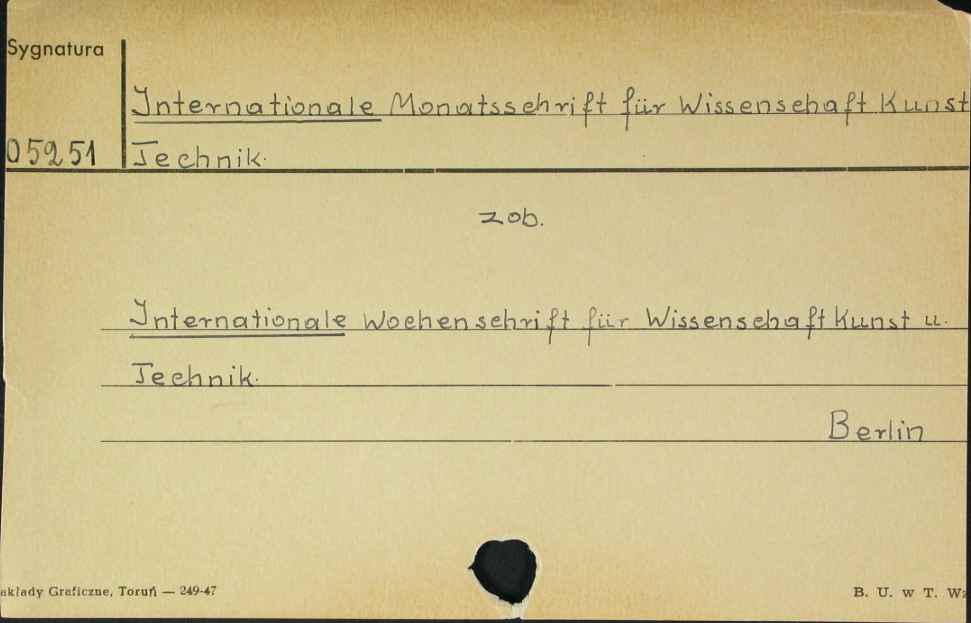 Sygnatura
Internationale Monatsschrift für Wissenschaft Kunst
05251 Technik.
zob.
Internationale Wochenschrift für Wissenschaft Kunst u.
Technik.
Berlin
akłady Graficzne, Toruń — 249-47 B. U. w T. Wz